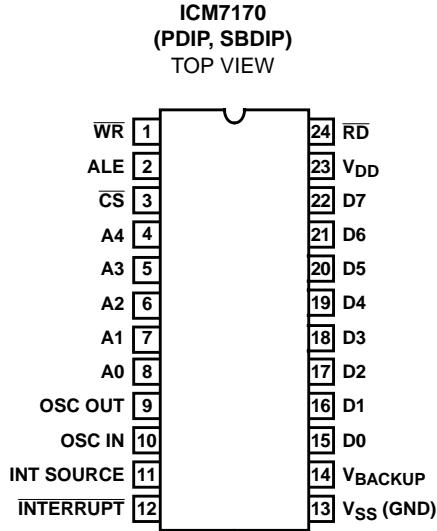 ICM7170
(PDIP, SBDIP)
TOP VIEW
WR 1 24 RD
ALE 2 23 VDD
CS 3 22 D7
A4 4 21 D6
A3 5 20 D5
A2 6 19 D4
A1 7 18 D3
A0 8 17 D2
OSC OUT 9 16 D1
OSC IN 10 15 D0
INT SOURCE 11 14 VBACKUP
INTERRUPT 12 13 VSS (GND)